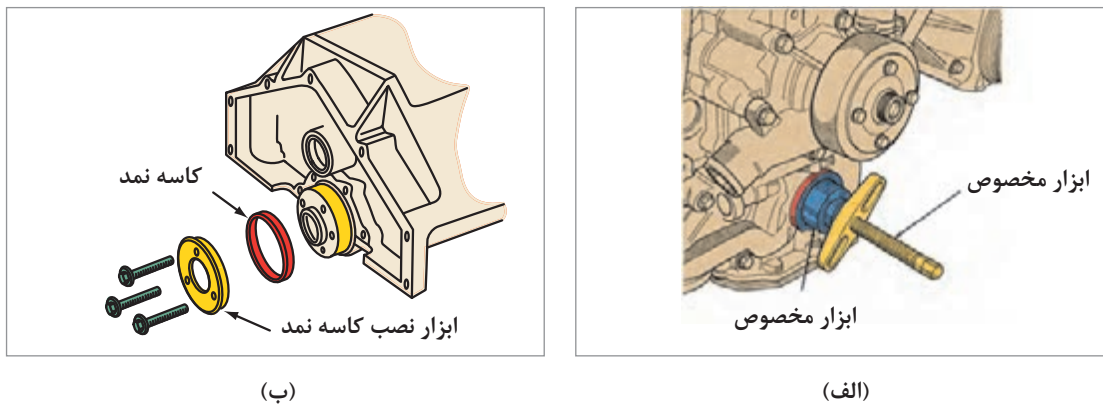 ابزار مخصوص
ابزار مخصوص
(الف)
کاسه نمد
ابزار نصب کاسه نمد
(ب)